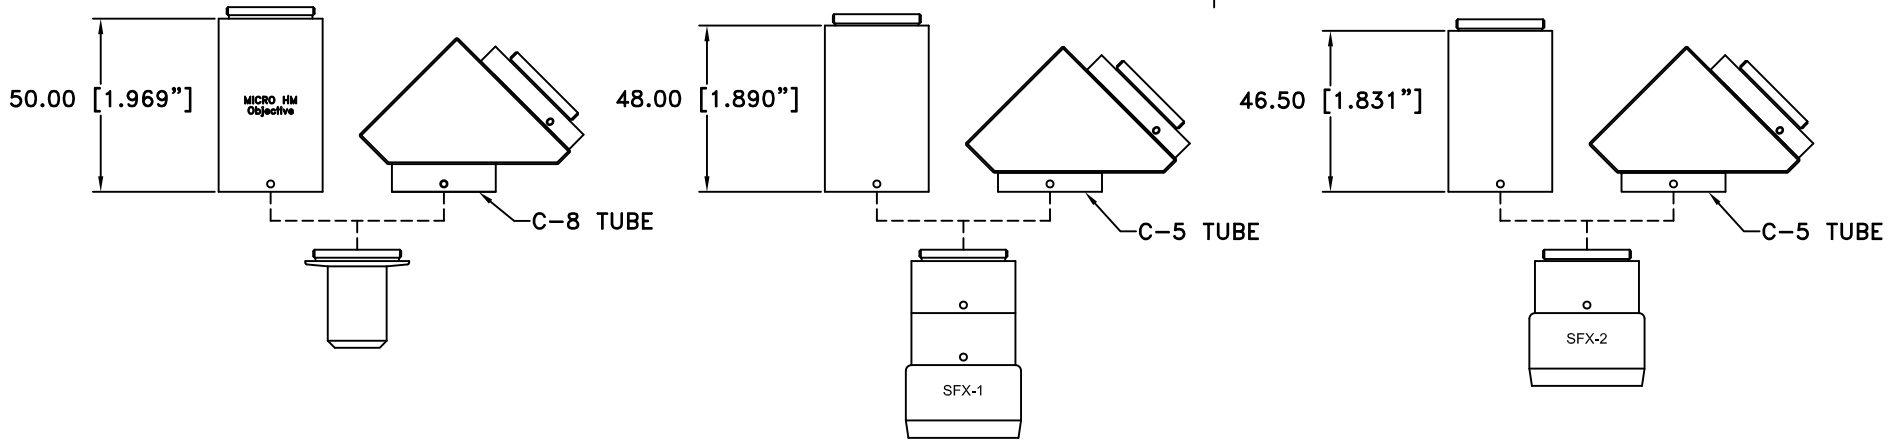 50.00 [1.969”]
MICRO HM
Objective
C-8 TUBE
48.00 [1.890”]
C-5 TUBE
SFX-1
46.50 [1.831”]
C-5 TUBE
SFX-2